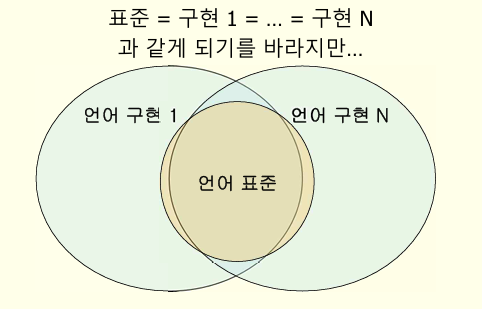 표준 = 구현 1 = ... = 구현 N
과 같게 되기를 바라지만...
언어 구현 1
언어 구현 N
언어 표준